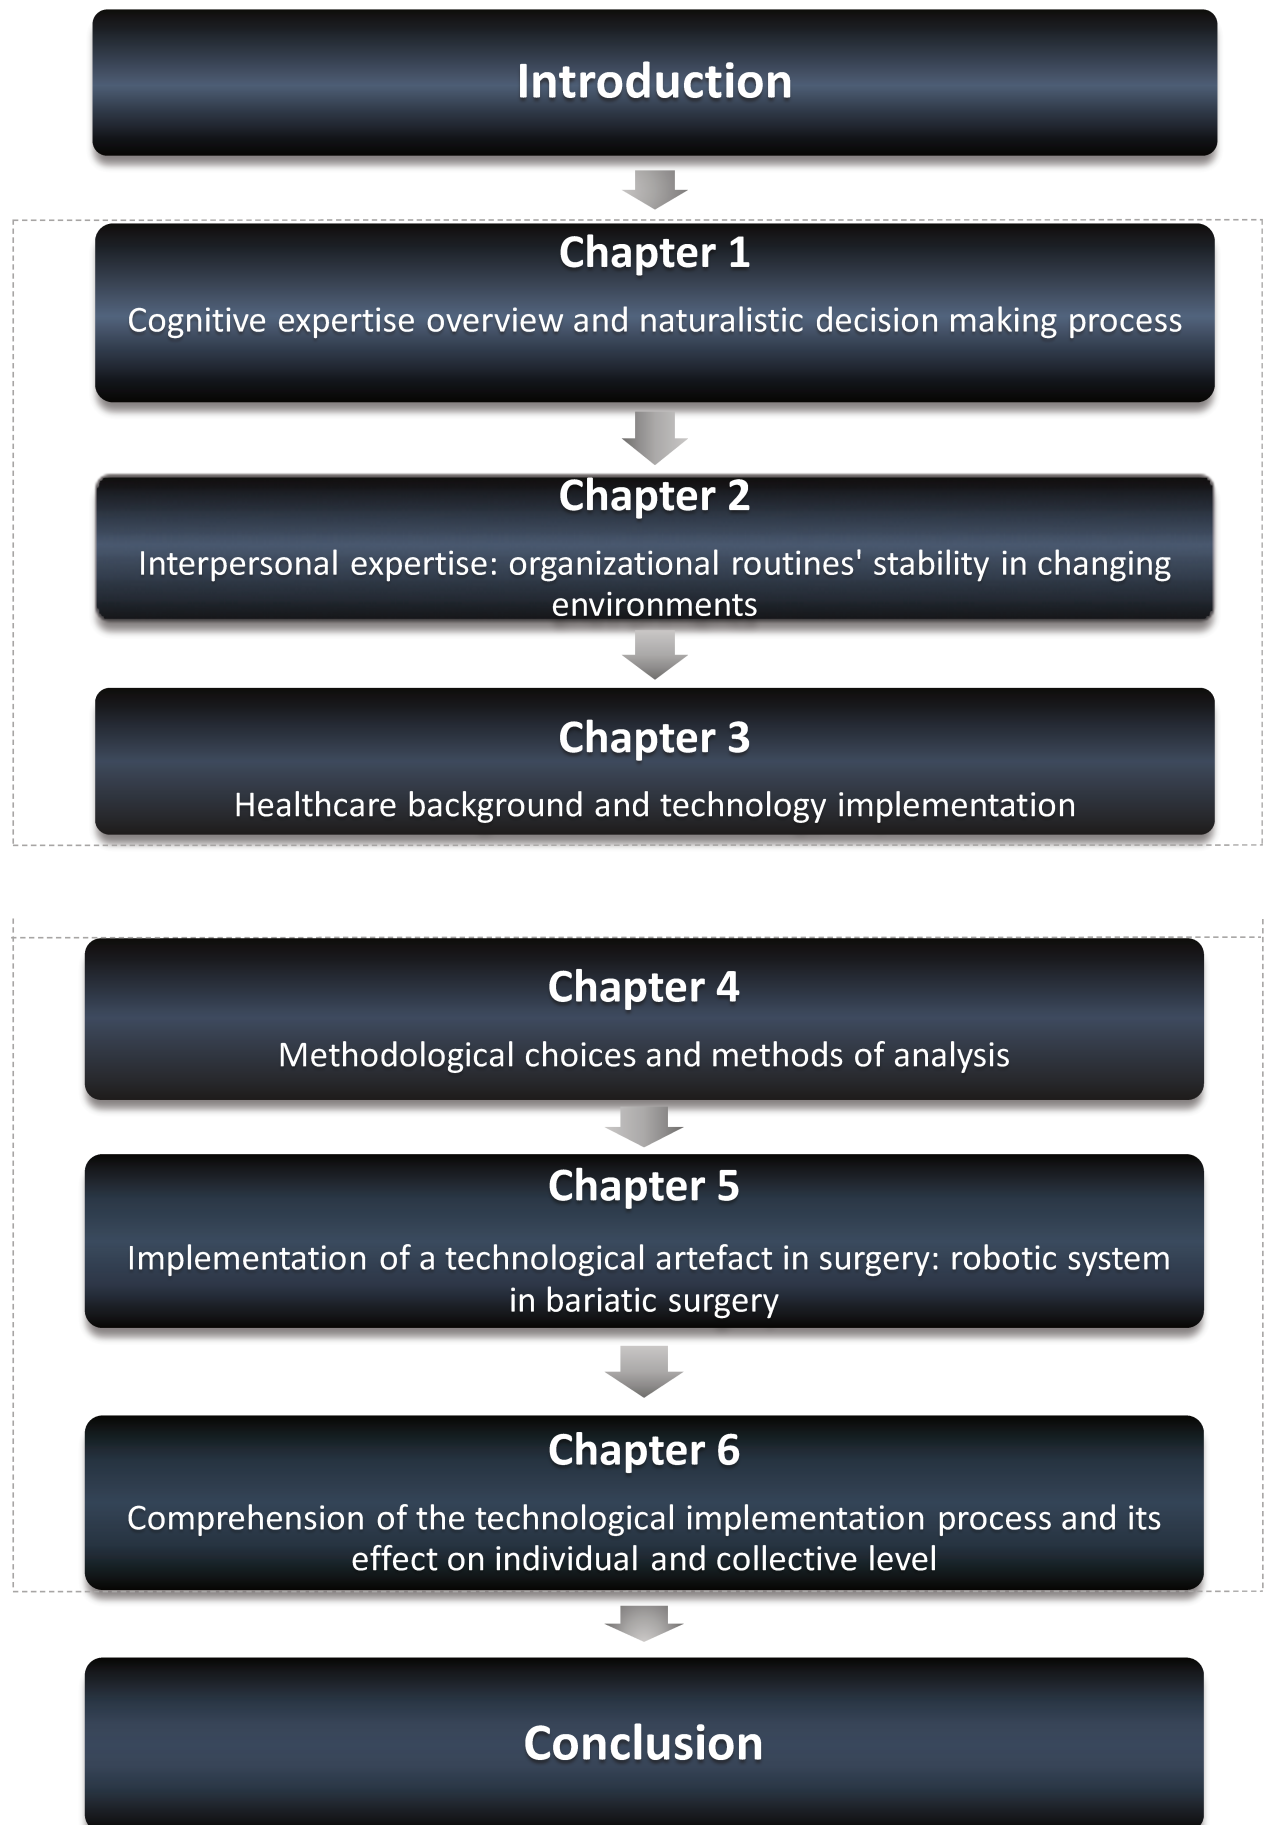 Introduction
Chapter 1
Cognitive expertise overview and naturalistic decision making process
Chapter 2
Interpersonal expertise: organizational routines' stability in changing
environments
Chapter 3
Healthcare background and technology implementation
Chapter 4
Methodological choices and methods of analysis
Chapter 5
Implementation of a technological artefact in surgery: robotic system
in bariatic surgery
Chapter 6
Comprehension of the technological implementation process and its
effect on individual and collective level
Conclusion